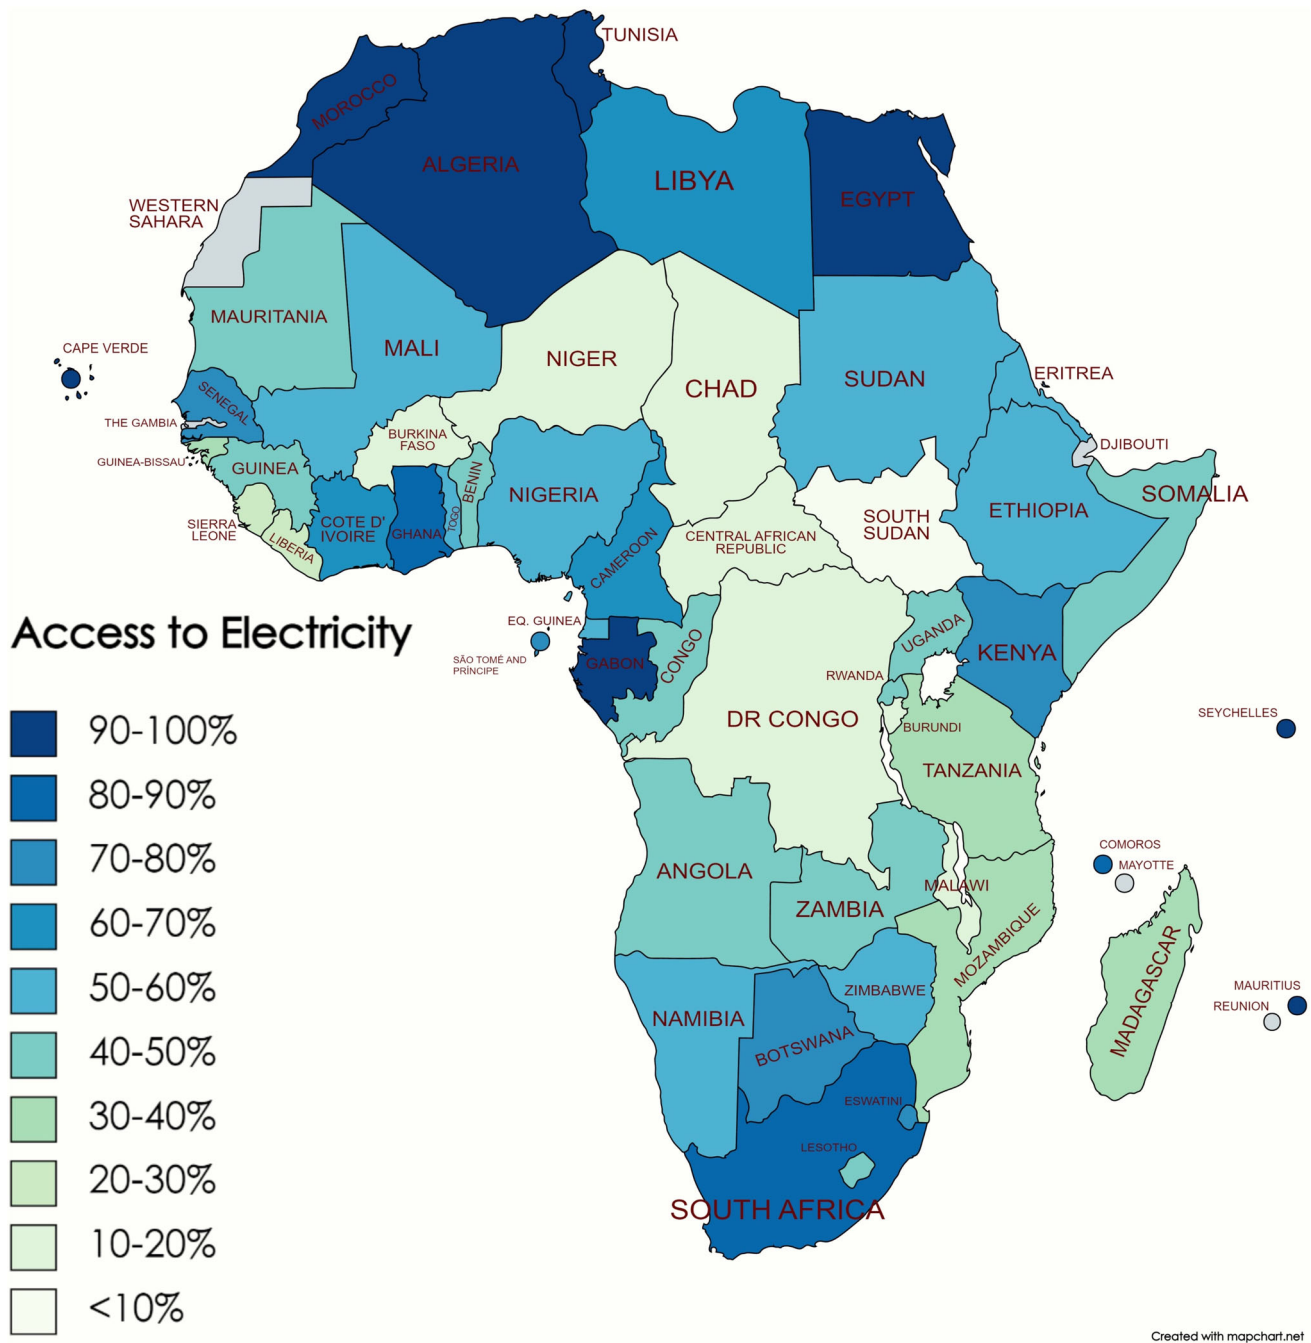 TUNISIA
MOROCCO
ALGERIA
LIBYA
EGYPT
WESTERN
SAHARA
MAURITANIA
MALI
NIGER
CHAD
SUDAN
ERITREA
CAPE VERDE
SENEGAL
THE GAMBIA
BURKINA
FASO
DJIBOUTI
GUINEA-BISSAU
GUINEA
BENIN
NIGERIA
SOMALIA
ETHIOPIA
SIERRA
LEONE
LIBERIA
COTE D'
IVOIRE
GHANA
TOGO
CENTRAL AFRICAN
REPUBLIC
SOUTH
SUDAN
CAMEROON
Access to Electricity
EQ. GUINEA
SÃO TOMÉ AND
PRÍNCIPE
GABON
CONGO
UGANDA
KENYA
RWANDA
DR CONGO
BURUNDI
SEYCHELLES
TANZANIA
90-100%
80-90%
70-80%
60-70%
50-60%
40-50%
30-40%
20-30%
10-20%
<10%
COMOROS
MAYOTTE
ANGOLA
ZAMBIA
MALAWI
MOZAMBIQUE
MADAGASCAR
MAURITIUS
REUNION
ZIMBABWE
NAMIBIA
BOTSWANA
ESWATINI
LESOTHO
SOUTH AFRICA
Created with mapchart.net